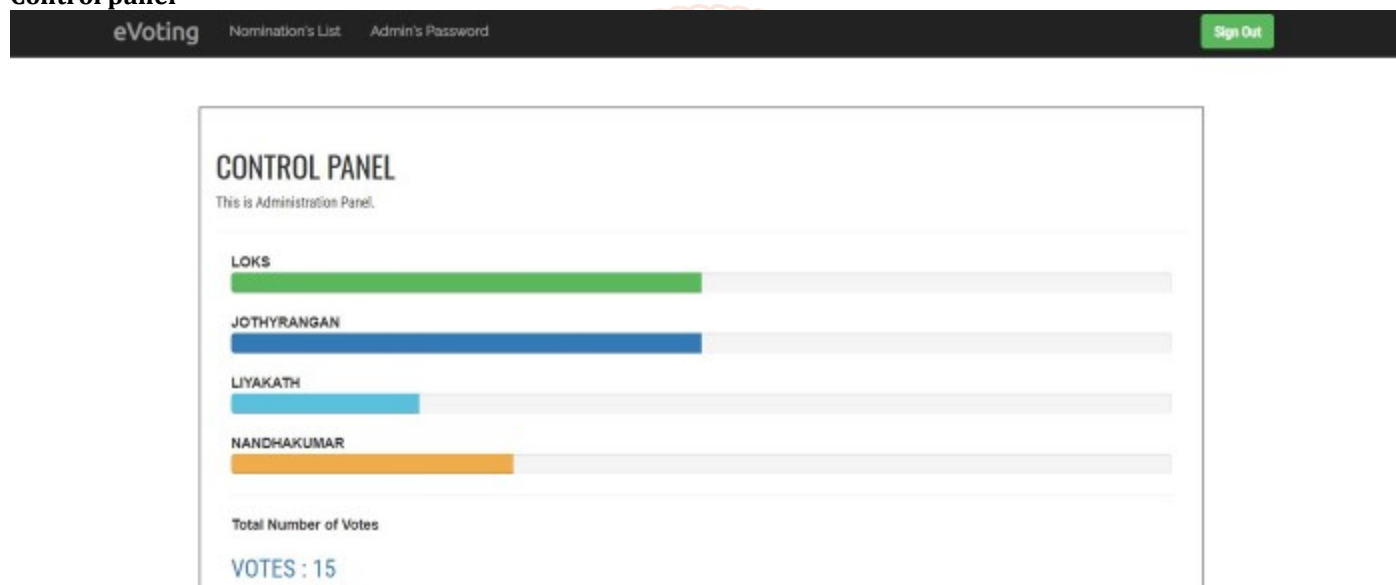 Control panel
eVoting Nomination's List Admin's Password Sign Out
CONTROL PANEL
This is Administration Panel.
LOKS
JOTHYRANGAN
LIYAKATH
NANDHAKUMAR
Total Number of Votes
VOTES : 15